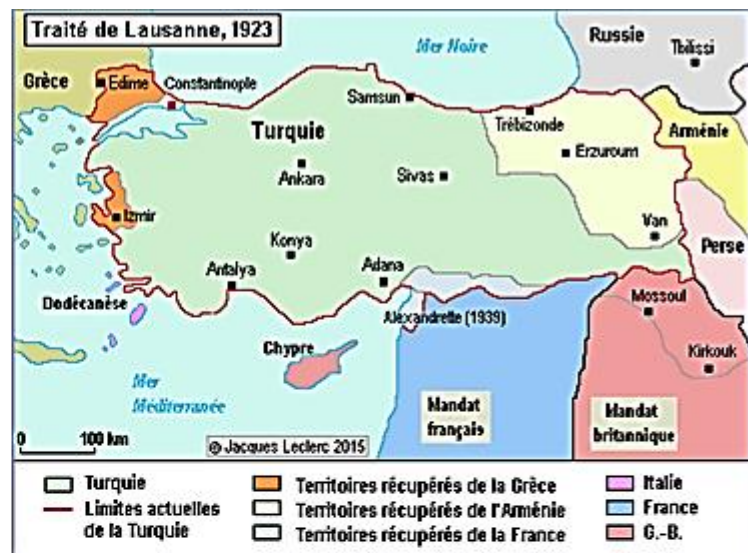 Traité de Lausanne, 1923
Mer Noire
Russie
Tbilissi
Grèce
Edirne
Constantinople
Samsun
Trébizonde
Arménie
Turquie
Erzuroum
Ankara
Sivas
Izmir
Van
Perse
Konya
Antalya
Adana
Mossoul
Dodécanèse
Alexandrette (1939)
Chypre
Kirkouk
Mer
Méditerranée
Mandat
français
Mandat
britannique
0 100 km
© Jacques Leclerc 2015
Turquie
Limites actuelles
de la Turquie
Territoires récupérés de la Grèce
Territoires récupérés de l'Arménie
Territoires récupérés de la France
Italie
France
G.-B.